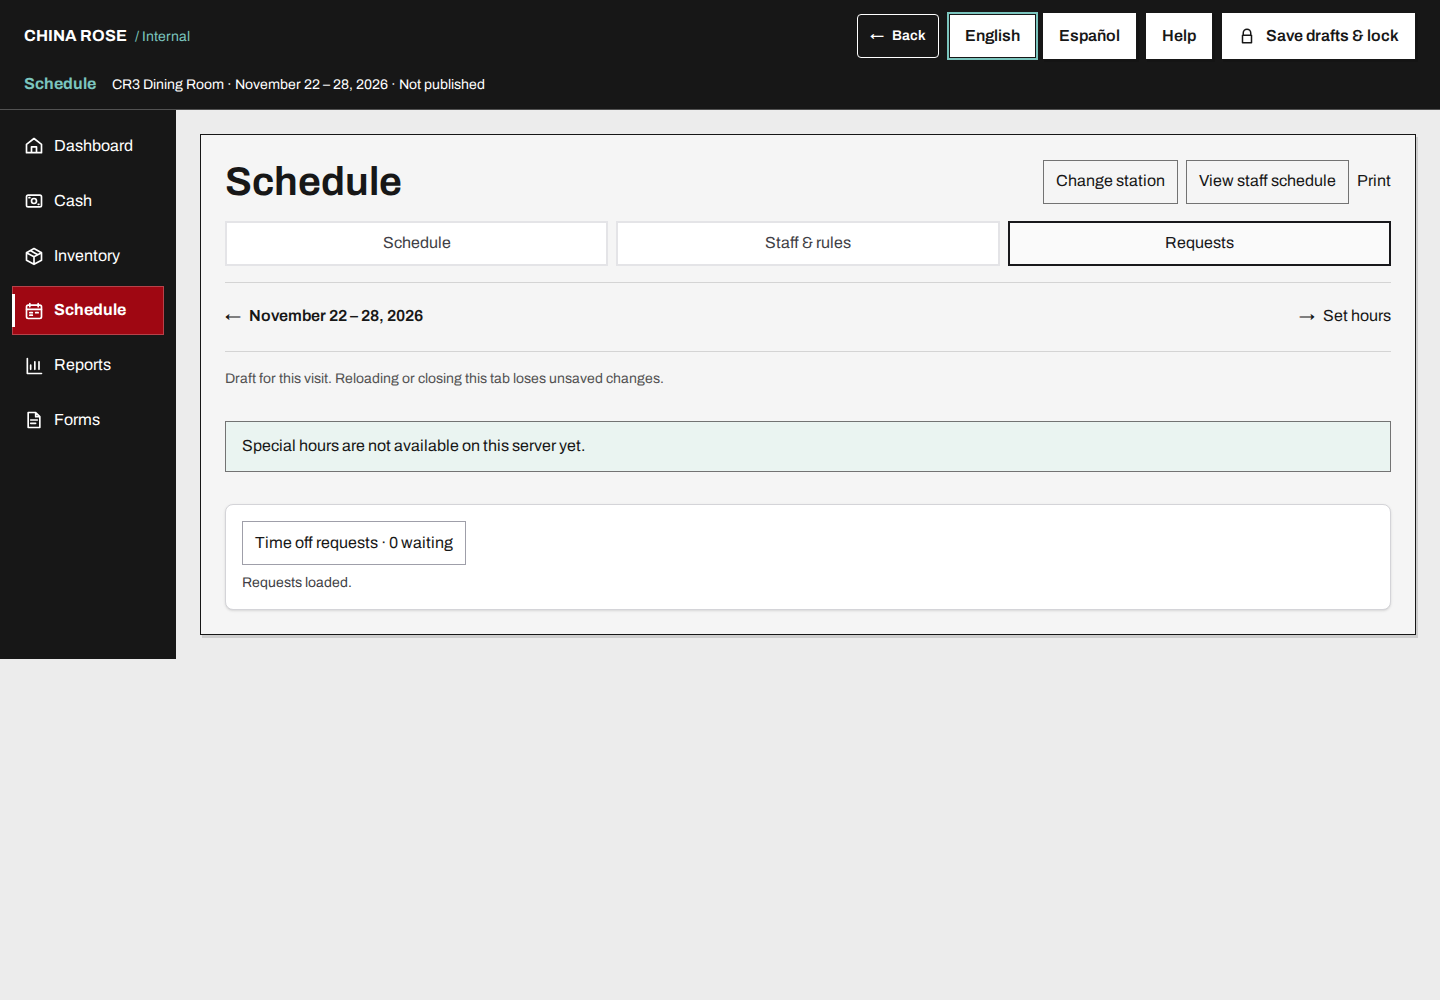 CHINA ROSE / Internal
← Back
English
Español
Help
Save drafts & lock
Schedule CR3 Dining Room · November 22 – 28, 2026 · Not published
Dashboard
Cash
Inventory
Schedule
Reports
Forms
Schedule
Change station
View staff schedule
Print
Schedule
Staff & rules
Requests
← November 22 – 28, 2026
→ Set hours
Draft for this visit. Reloading or closing this tab loses unsaved changes.
Special hours are not available on this server yet.
Time off requests · 0 waiting
Requests loaded.